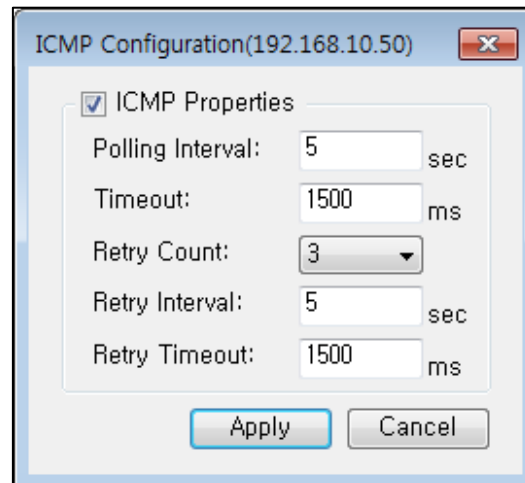 ICMP Configuration(192.168.10.50)
ICMP Properties
Polling Interval: 5 sec
Timeout: 1500 ms
Retry Count: 3
Retry Interval: 5 sec
Retry Timeout: 1500 ms
Apply Cancel